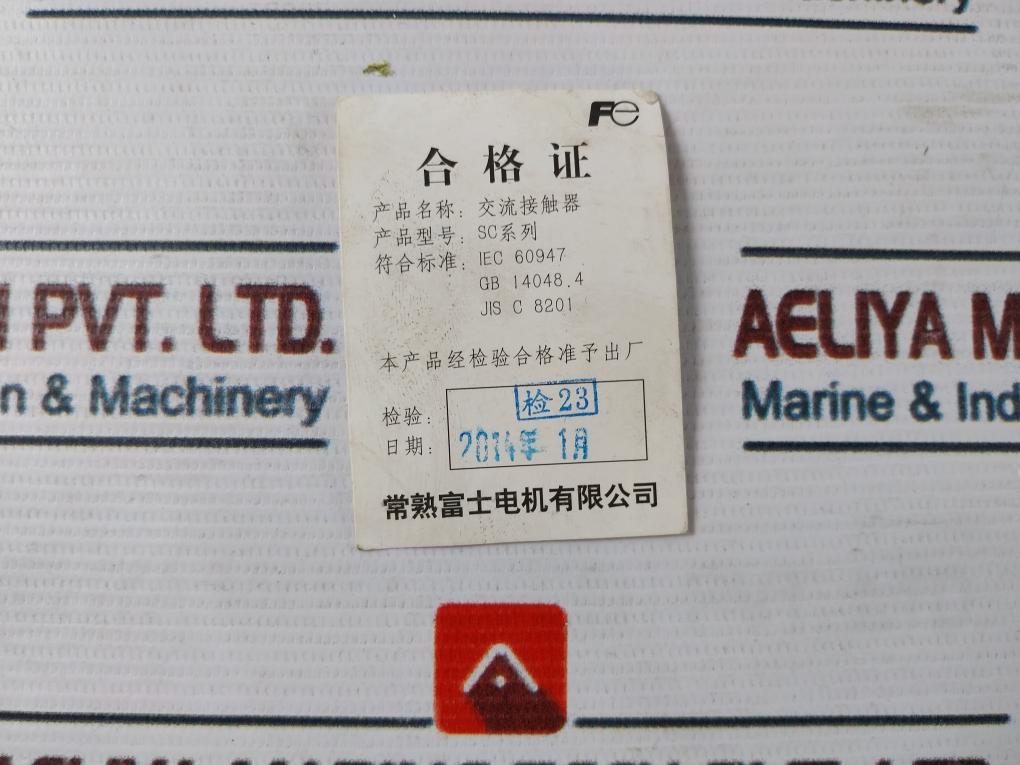 Fe
合格证
产品名称: 交流接触器
产品型号: SC系列
符合标准: IEC 60947
GB 14048.4
JIS C 8201
PVT. LTD.
AELIYA M
本产品经检验合格准予出厂
n & Machinery
Marine & Ind
检验: 检23
日期: 2014年 1月
常熟富士电机有限公司